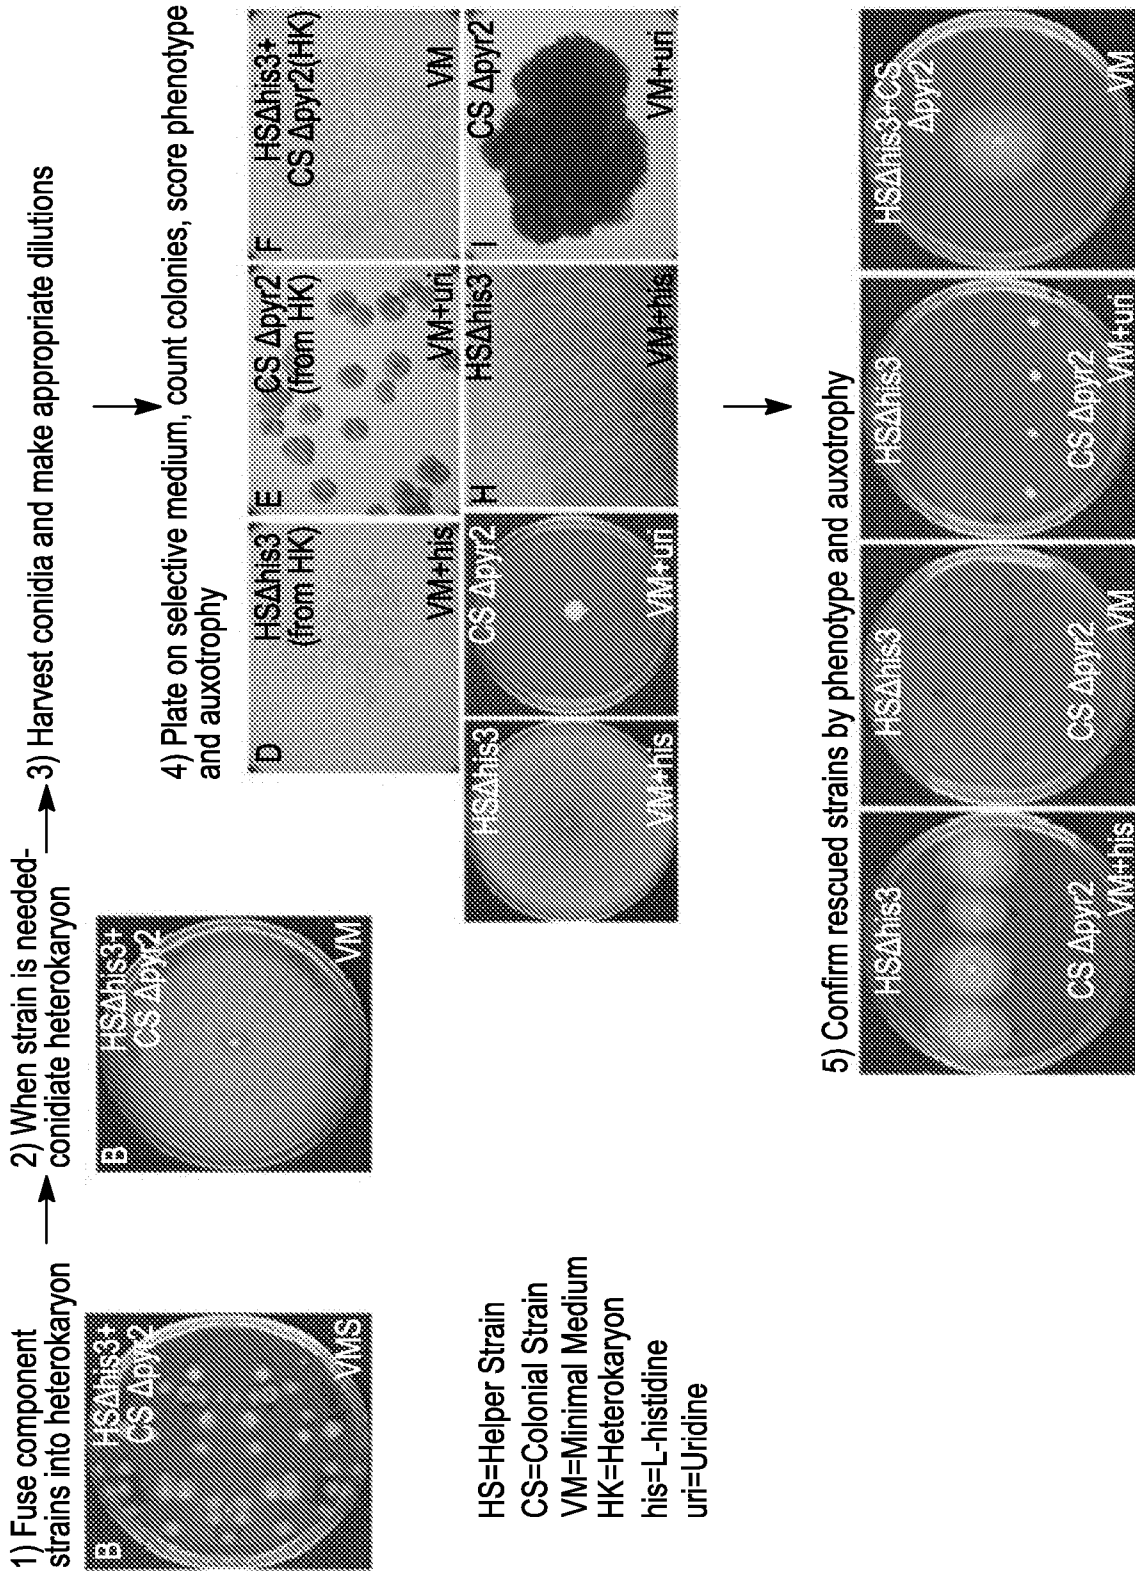 1) Fuse component
strains into heterokaryon
B
HSΔhis3+
CS Δpyr2
VMS
2) When strain is needed-
conidiate heterokaryon
B
HSΔhis3+
CS Δpyr2
VM
3) Harvest conidia and make appropriate dilutions
4) Plate on selective medium, count colonies, score phenotype
and auxotrophy
D
HSΔhis3
(from HK)
VM+his
E
CS Δpyr2
(from HK)
VM+uri
F
HSΔhis3+
CS Δpyr2(HK)
VM
HSΔhis3
VM+his
CS Δpyr2
VM+uri
H
HSΔhis3
VM+his
I
CS Δpyr2
VM+uri
HS=Helper Strain
CS=Colonial Strain
VM=Minimal Medium
HK=Heterokaryon
his=L-histidine
uri=Uridine
5) Confirm rescued strains by phenotype and auxotrophy
HSΔhis3
CS Δpyr2
VM+his
HSΔhis3
CS Δpyr2
VM
HSΔhis3
CS Δpyr2
VM+uri
HSΔhis3+CS
Δpyr2
VM